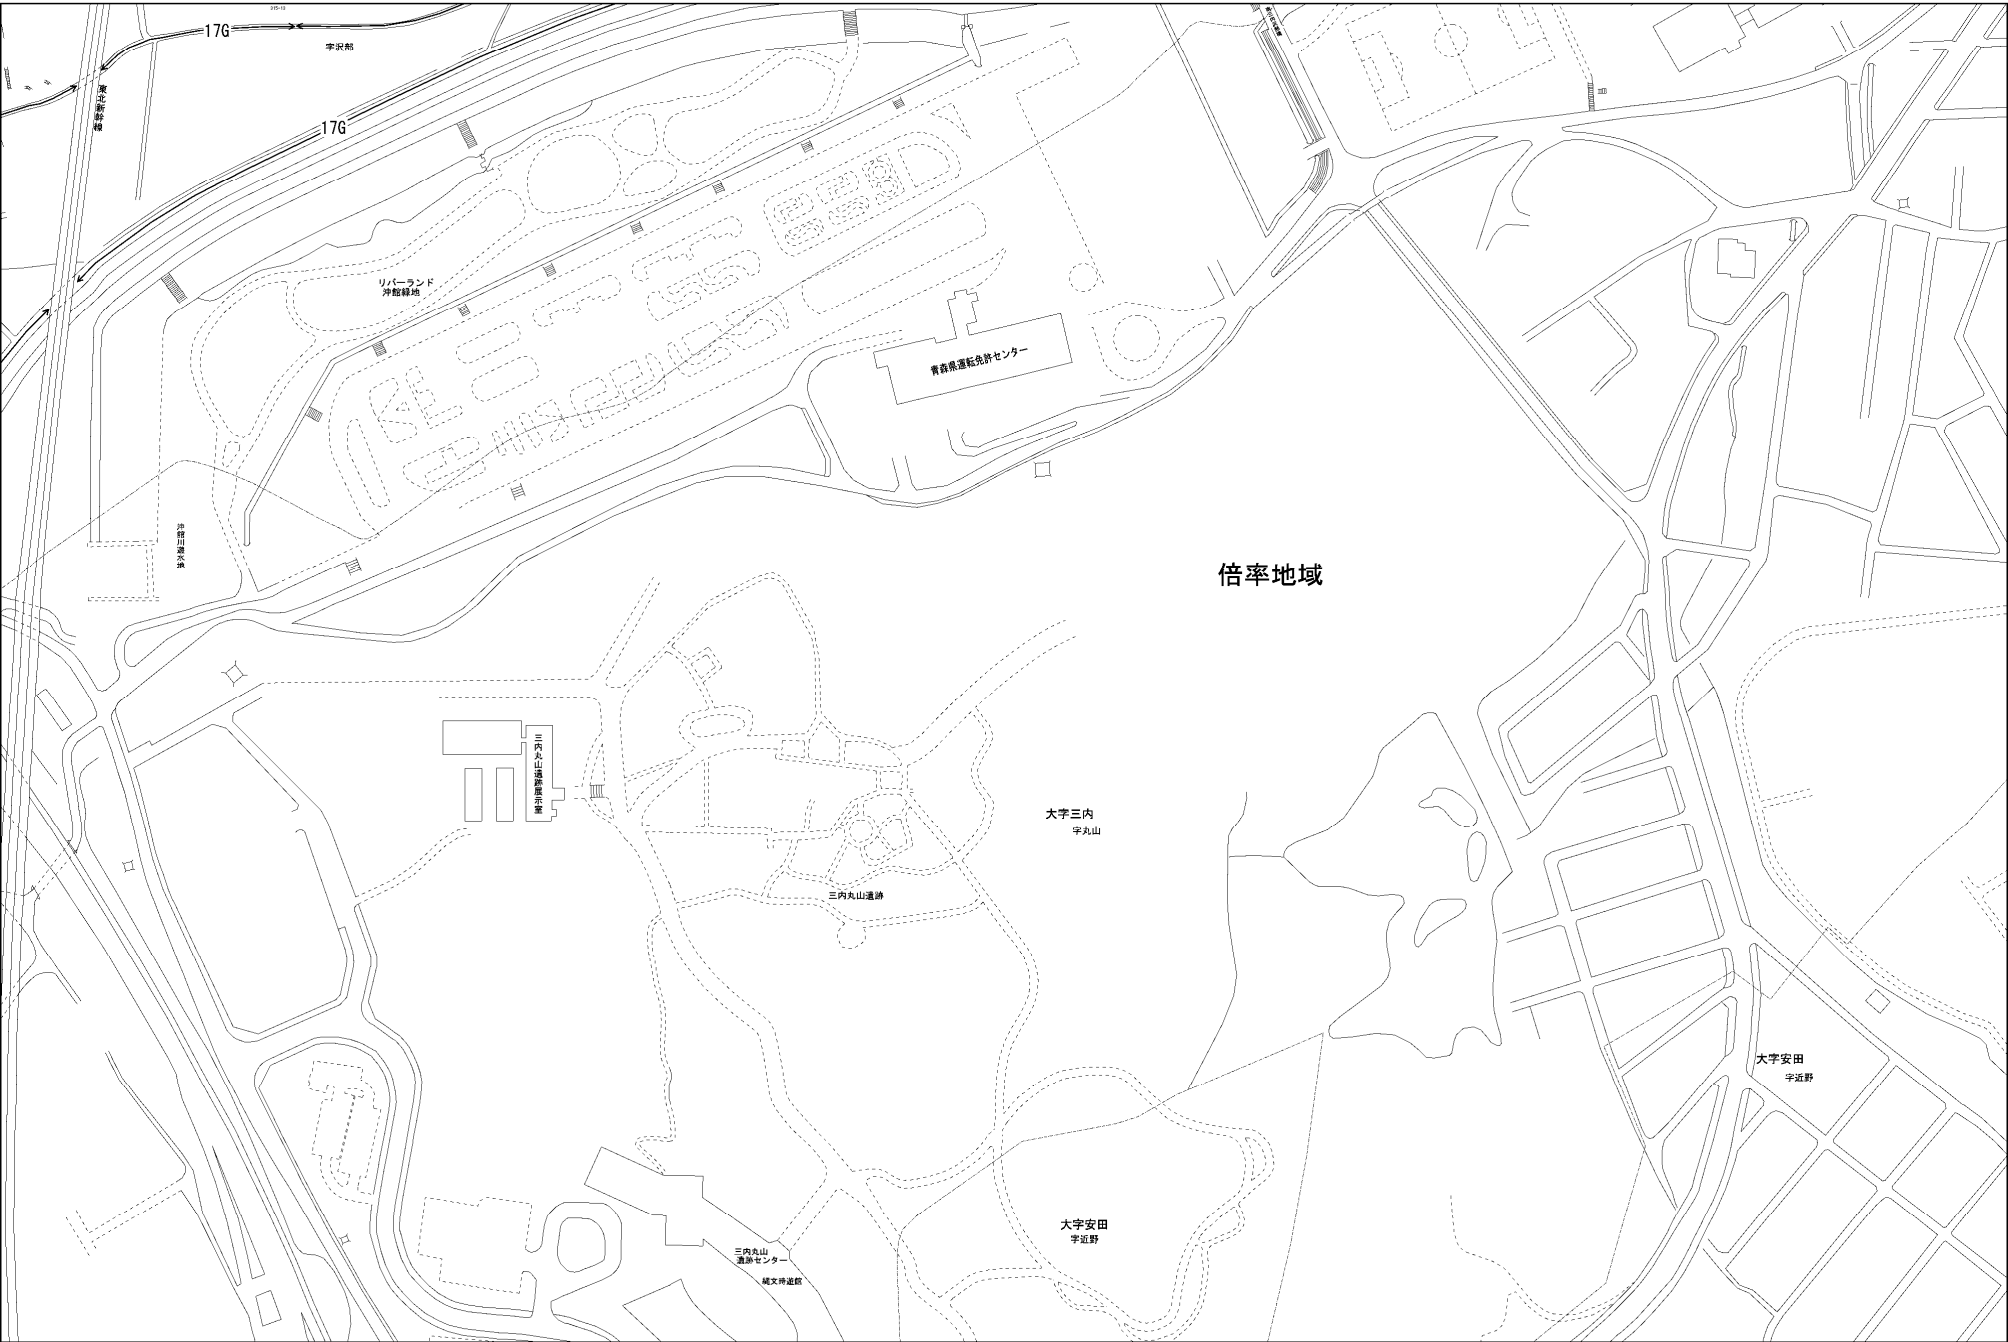 17G
字沢部
東北新幹線
17G
リバーランド
沖館緑地
青森県運転免許センター
沖館川遊水地
倍率地域
三内丸山遺跡展示室
大字三内
字丸山
三内丸山遺跡
大字安田
字近野
大字安田
字近野
三内丸山
遺跡センター
縄文時遊館